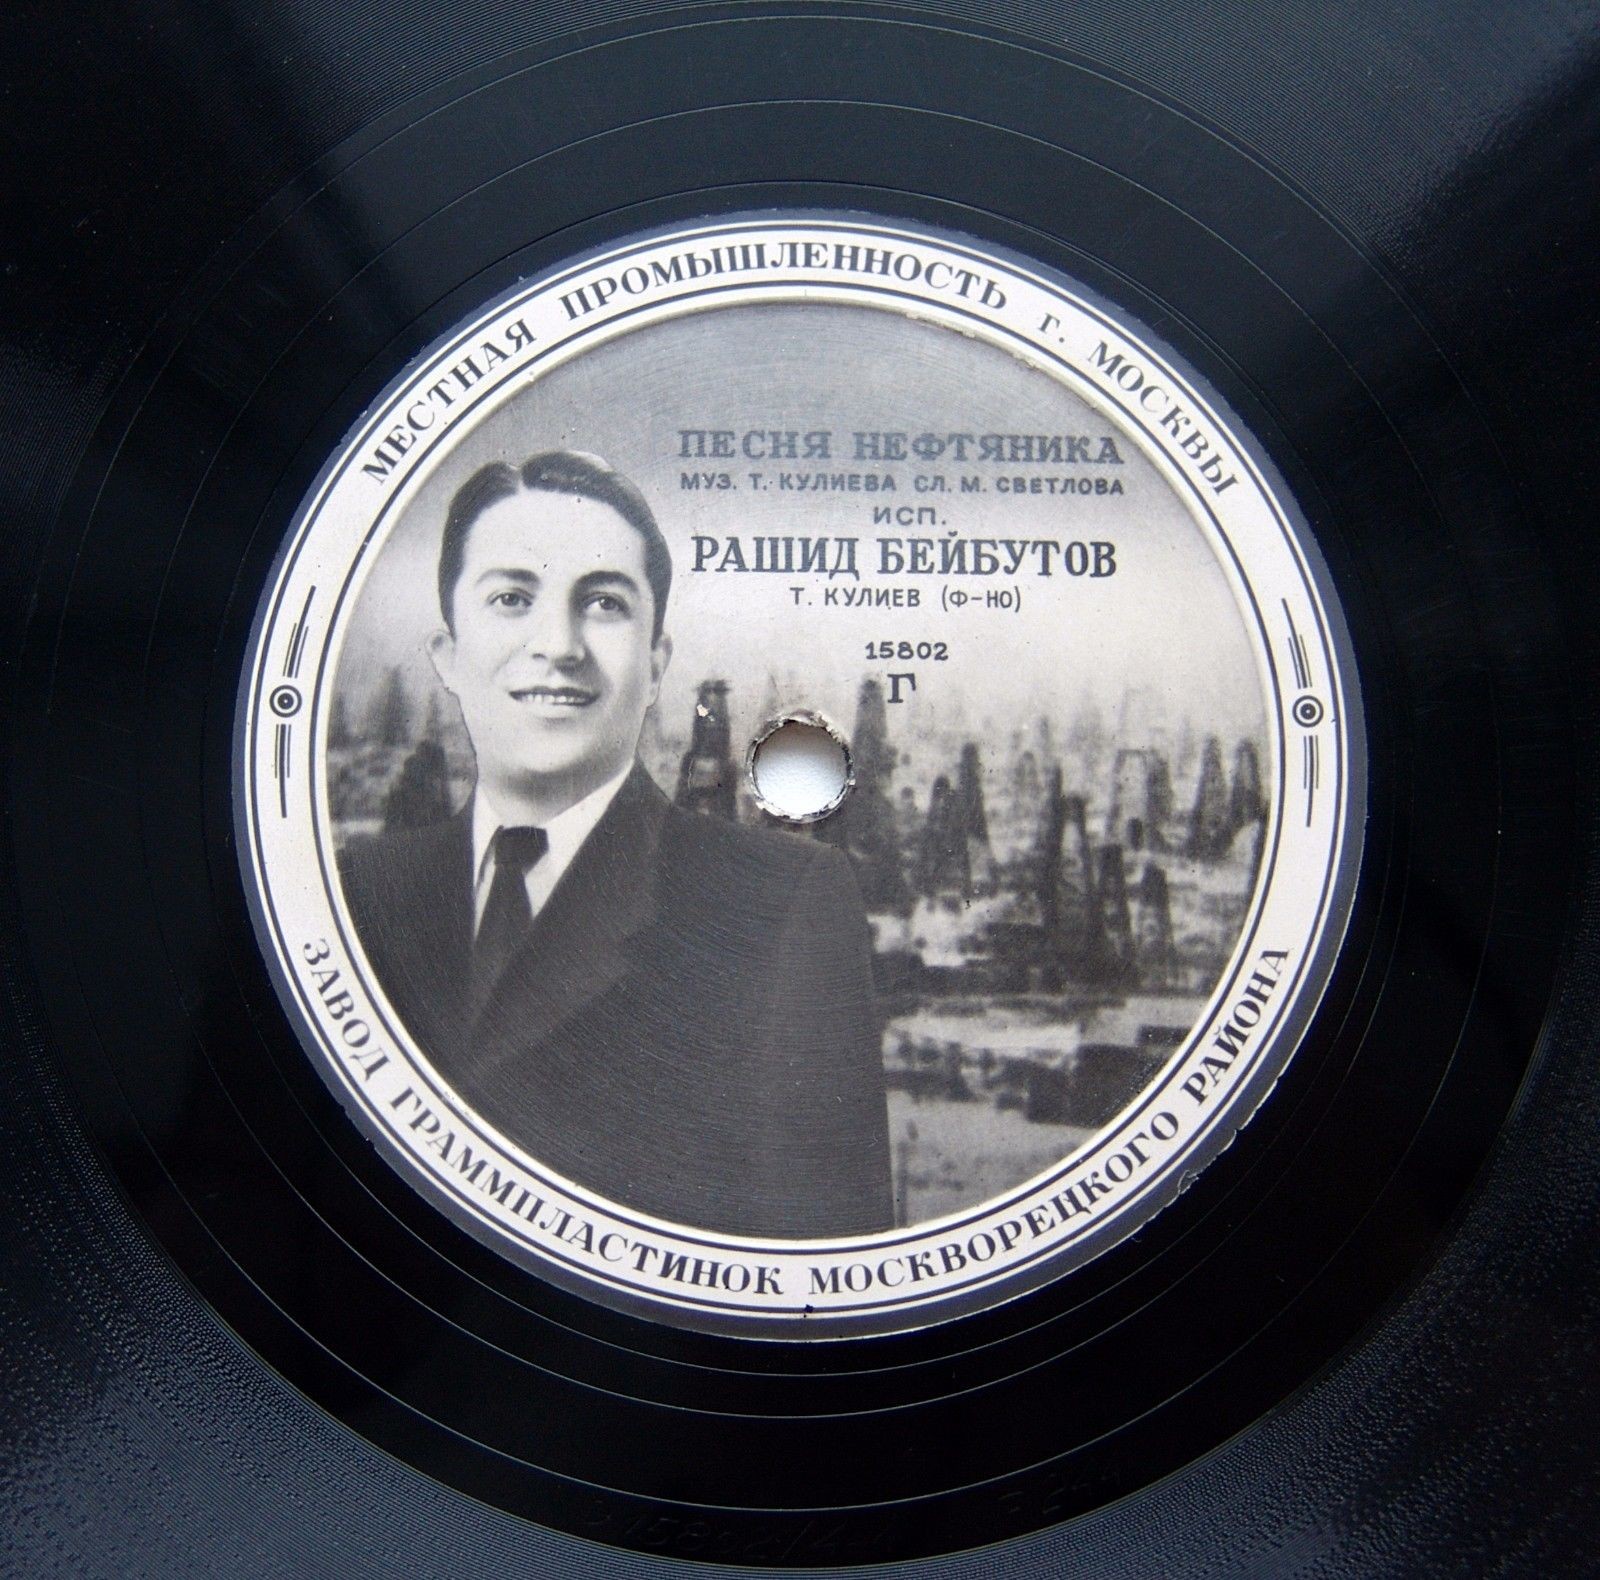 МЕСТНАЯ ПРОМЫШЛЕННОСТЬ г. МОСКВЫ
ПЕСНЯ НЕФТЯНИКА
МУЗ. Т. КУЛИЕВА СЛ. М. СВЕТЛОВА
ИСП.
РАШИД БЕЙБУТОВ
Т. КУЛИЕВ (Ф-НО)
15802
Г
ЗАВОД ГРАММПЛАСТИНОК МОСКВОРЕЦКОГО РАЙОНА